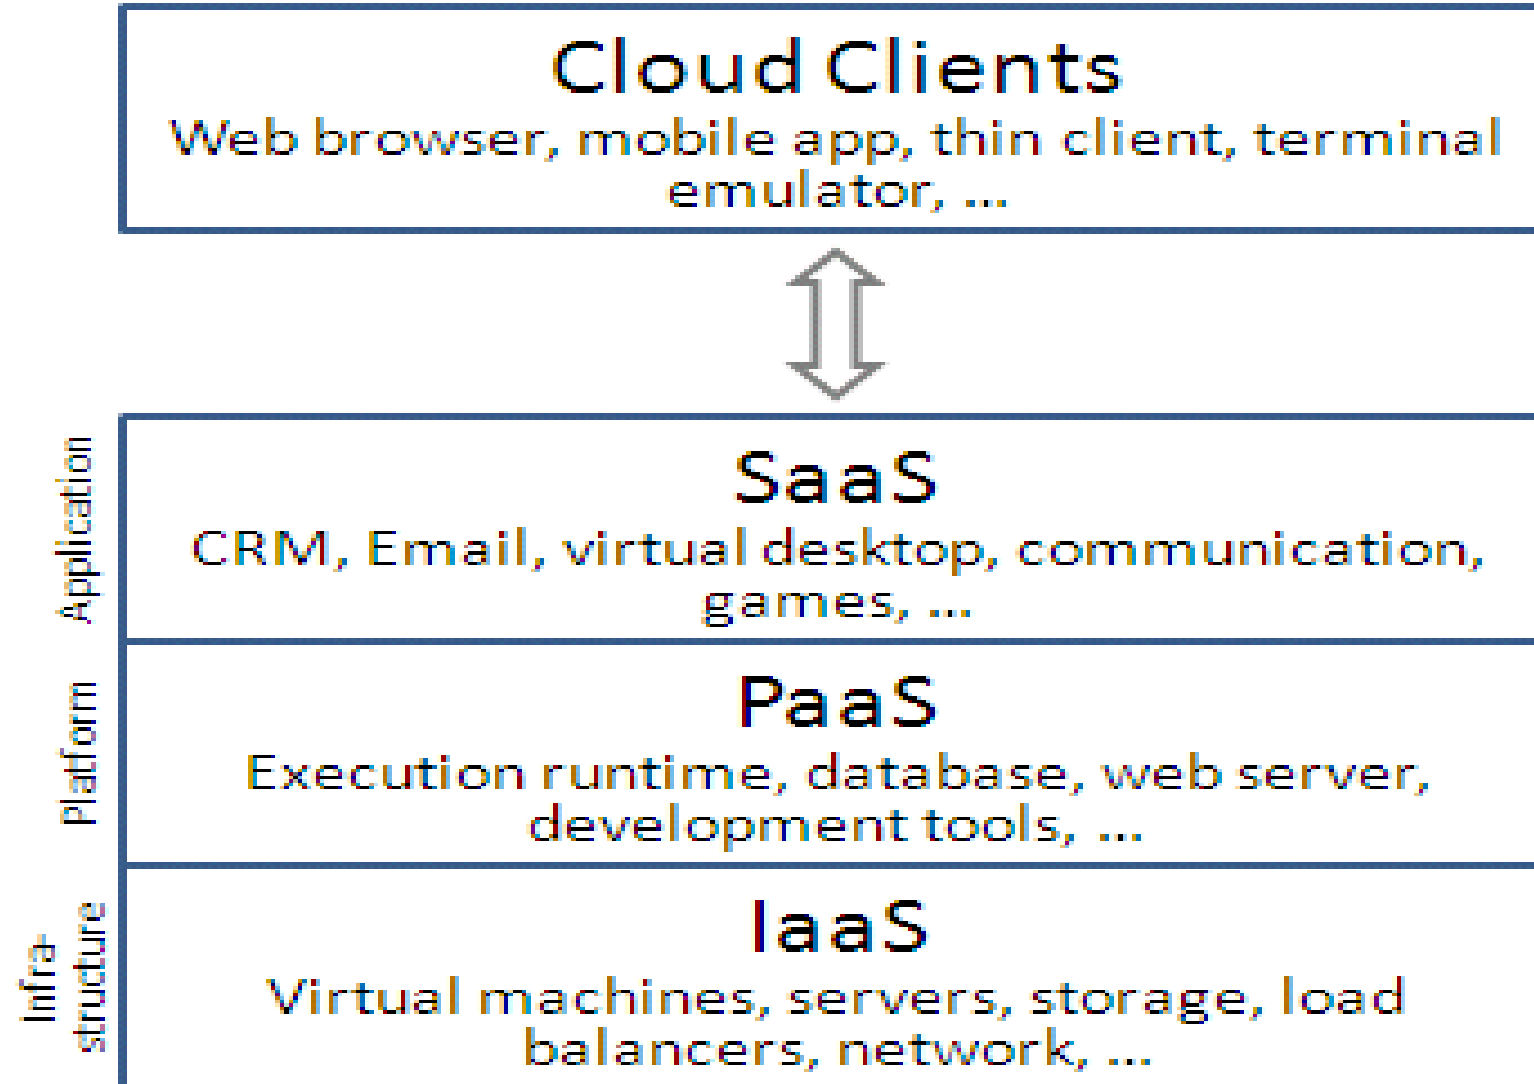 Cloud Clients
Web browser, mobile app, thin client, terminal
emulator, ...
Application
SaaS
CRM, Email, virtual desktop, communication,
games, ...
Platform
PaaS
Execution runtime, database, web server,
development tools, ...
Infra-
structure
IaaS
Virtual machines, servers, storage, load
balancers, network, ...